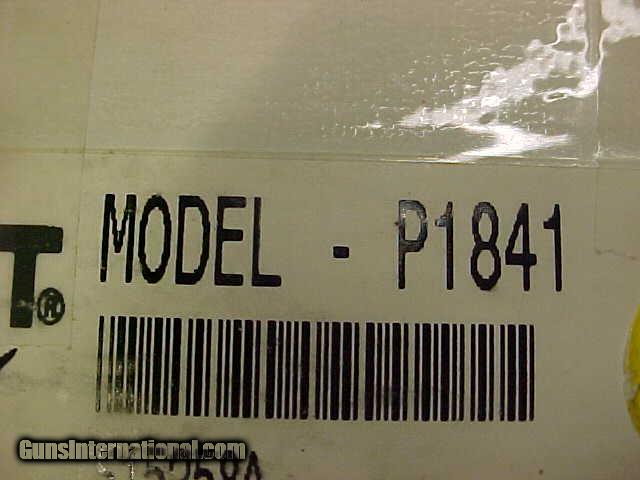 MODEL - P1841
T®
GunsInternational.com